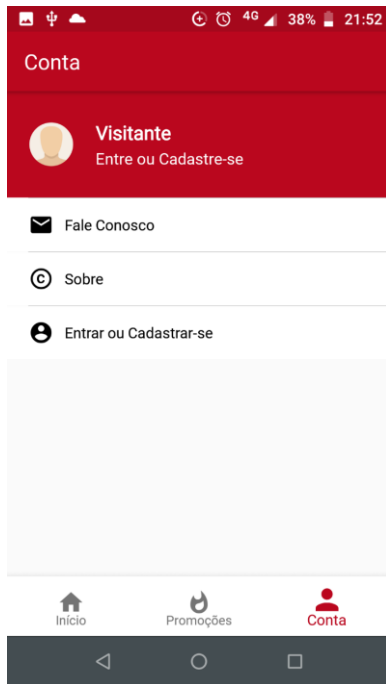 4G 38% 21:52
Conta
Visitante
Entre ou Cadastre-se
Fale Conosco
C Sobre
Entrar ou Cadastrar-se
Início Promoções Conta